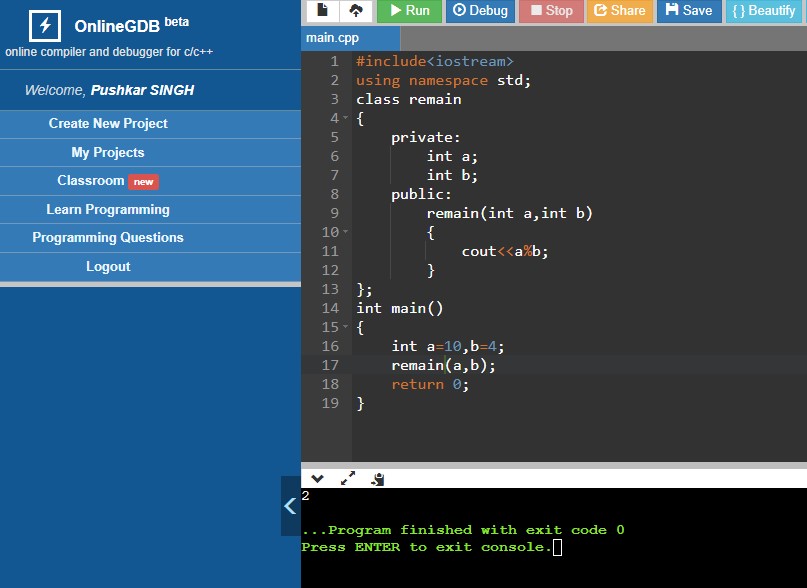 OnlineGDB beta
online compiler and debugger for c/c++
Welcome, Pushkar SINGH
Create New Project
My Projects
Classroom new
Learn Programming
Programming Questions
Logout
Run Debug Stop Share Save { } Beautify
main.cpp
1 #include<iostream>
2 using namespace std;
3 class remain
4 {
5 private:
6 int a;
7 int b;
8 public:
9 remain(int a,int b)
10 {
11 cout<<a%b;
12 }
13 };
14 int main()
15 {
16 int a=10,b=4;
17 remain(a,b);
18 return 0;
19 }
2
...Program finished with exit code 0
Press ENTER to exit console.